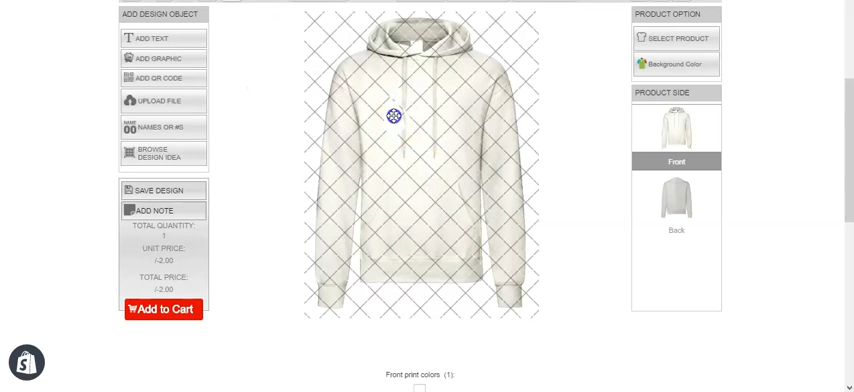 ADD DESIGN OBJECT
ADD TEXT
ADD GRAPHIC
ADD QR CODE
UPLOAD FILE
NAME
00
NAMES OR #S
BROWSE
DESIGN IDEA
SAVE DESIGN
ADD NOTE
TOTAL QUANTITY:
1
UNIT PRICE:
/-2.00
TOTAL PRICE:
/-2.00
Add to Cart
Front print colors (1):
PRODUCT OPTION
SELECT PRODUCT
Background Color
PRODUCT SIDE
Front
Back